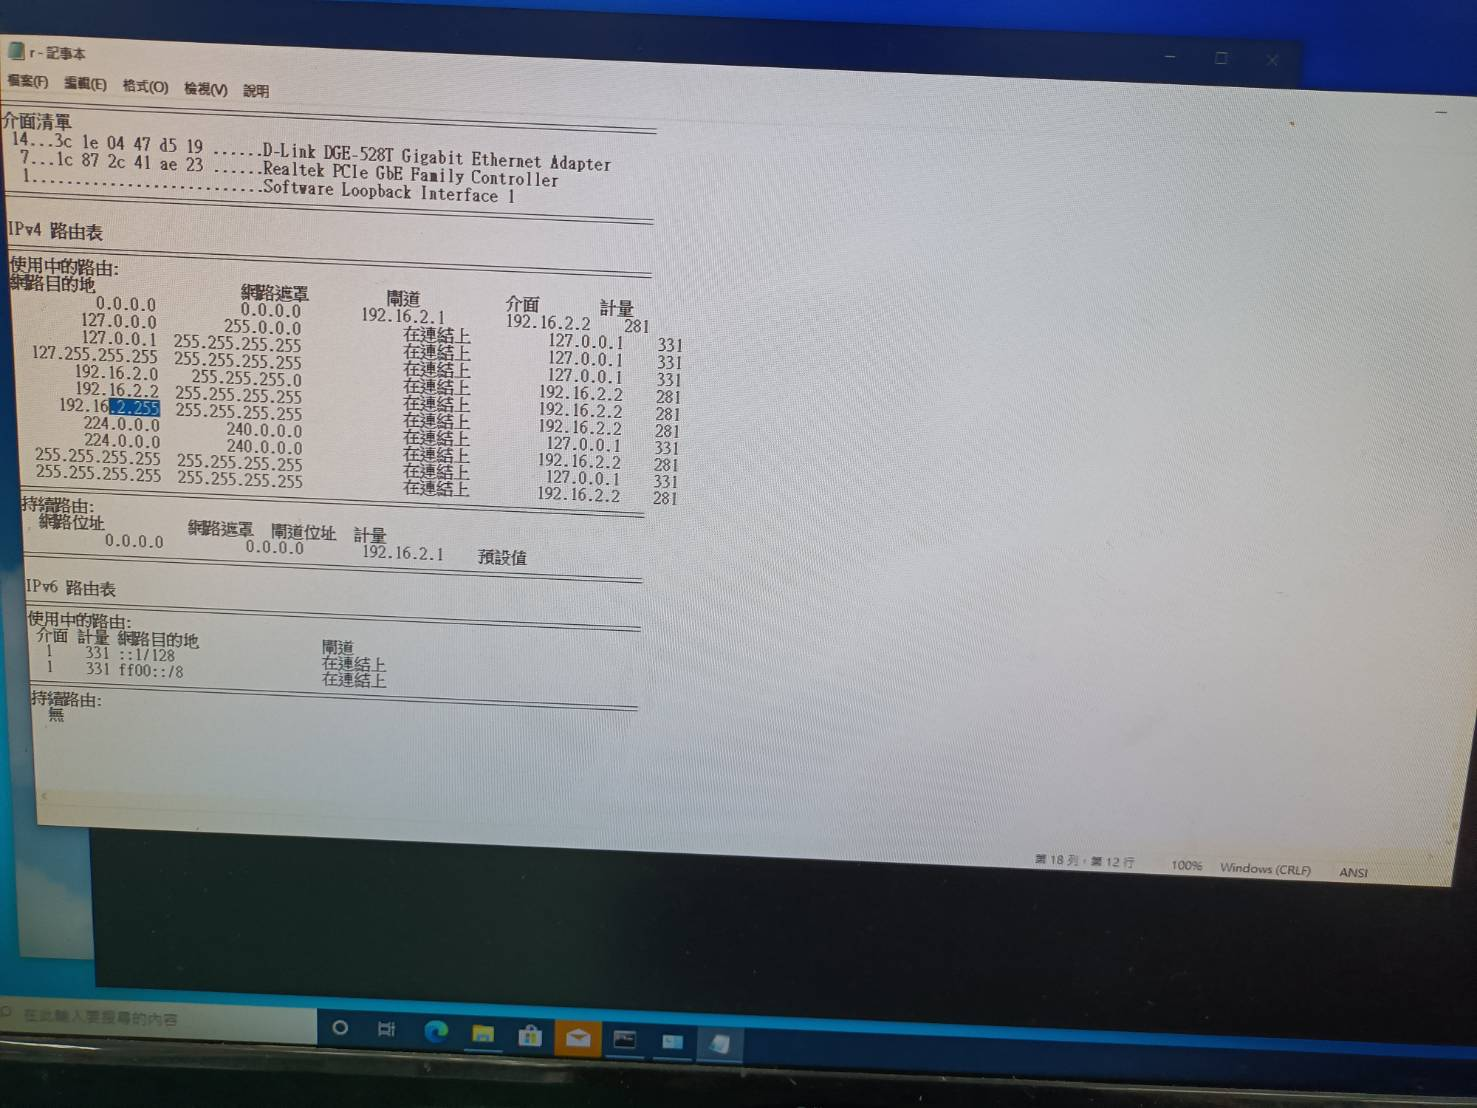 r - 記事本
檔案(F) 編輯(E) 格式(O) 檢視(V) 說明
介面清單
14...3c 1e 04 47 d5 19 ......D-Link DGE-528T Gigabit Ethernet Adapter
7...1c 87 2c 41 ae 23 ......Realtek PCIe GbE Family Controller
1...........................Software Loopback Interface 1
IPv4 路由表
使用中的路由:
網路目的地 網路遮罩 閘道 介面 計量
0.0.0.0 0.0.0.0 192.16.2.1 192.16.2.2 281
127.0.0.0 255.0.0.0 在連結上 127.0.0.1 331
127.0.0.1 255.255.255.255 在連結上 127.0.0.1 331
127.255.255.255 255.255.255.255 在連結上 127.0.0.1 331
192.16.2.0 255.255.255.0 在連結上 192.16.2.2 281
192.16.2.2 255.255.255.255 在連結上 192.16.2.2 281
192.16.2.255 255.255.255.255 在連結上 192.16.2.2 281
224.0.0.0 240.0.0.0 在連結上 127.0.0.1 331
224.0.0.0 240.0.0.0 在連結上 192.16.2.2 281
255.255.255.255 255.255.255.255 在連結上 127.0.0.1 331
255.255.255.255 255.255.255.255 在連結上 192.16.2.2 281
持續路由:
網路位址 網路遮罩 閘道位址 計量
0.0.0.0 0.0.0.0 192.16.2.1 預設值
IPv6 路由表
使用中的路由:
介面 計量 網路目的地 閘道
1 331 ::1/128 在連結上
1 331 ff00::/8 在連結上
持續路由:
無
第 18 列，第 12 行 100% Windows (CRLF) ANSI
在此輸入要搜尋的內容